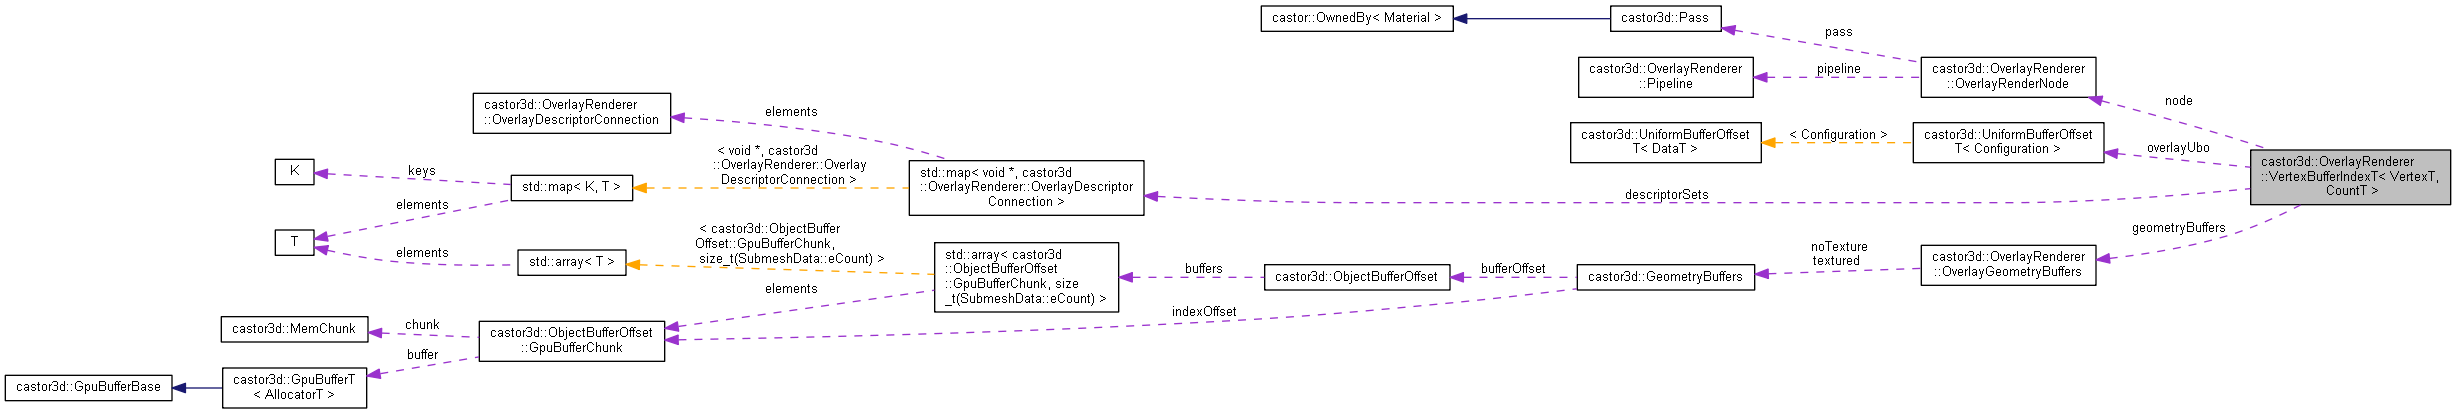 castor::OwnedBy< Material >
castor3d::Pass
pass
castor3d::OverlayRenderer
::Pipeline
pipeline
castor3d::OverlayRenderer
::OverlayRenderNode
node
castor3d::OverlayRenderer
::OverlayDescriptorConnection
elements
castor3d::UniformBufferOffset
T< DataT >
< Configuration >
castor3d::UniformBufferOffset
T< Configuration >
overlayUbo
castor3d::OverlayRenderer
::VertexBufferIndexT< VertexT,
CountT >
K
keys
std::map< K, T >
< void *, castor3d
::OverlayRenderer::Overlay
DescriptorConnection >
std::map< void *, castor3d
::OverlayRenderer::OverlayDescriptor
Connection >
descriptorSets
elements
T
elements
std::array< T >
< castor3d::ObjectBuffer
Offset::GpuBufferChunk,
size_t(SubmeshData::eCount) >
std::array< castor3d
::ObjectBufferOffset
::GpuBufferChunk, size
_t(SubmeshData::eCount) >
buffers
castor3d::ObjectBufferOffset
bufferOffset
castor3d::GeometryBuffers
noTexture
textured
castor3d::OverlayRenderer
::OverlayGeometryBuffers
geometryBuffers
elements
indexOffset
castor3d::MemChunk
chunk
castor3d::ObjectBufferOffset
::GpuBufferChunk
buffer
castor3d::GpuBufferBase
castor3d::GpuBufferT
< AllocatorT >